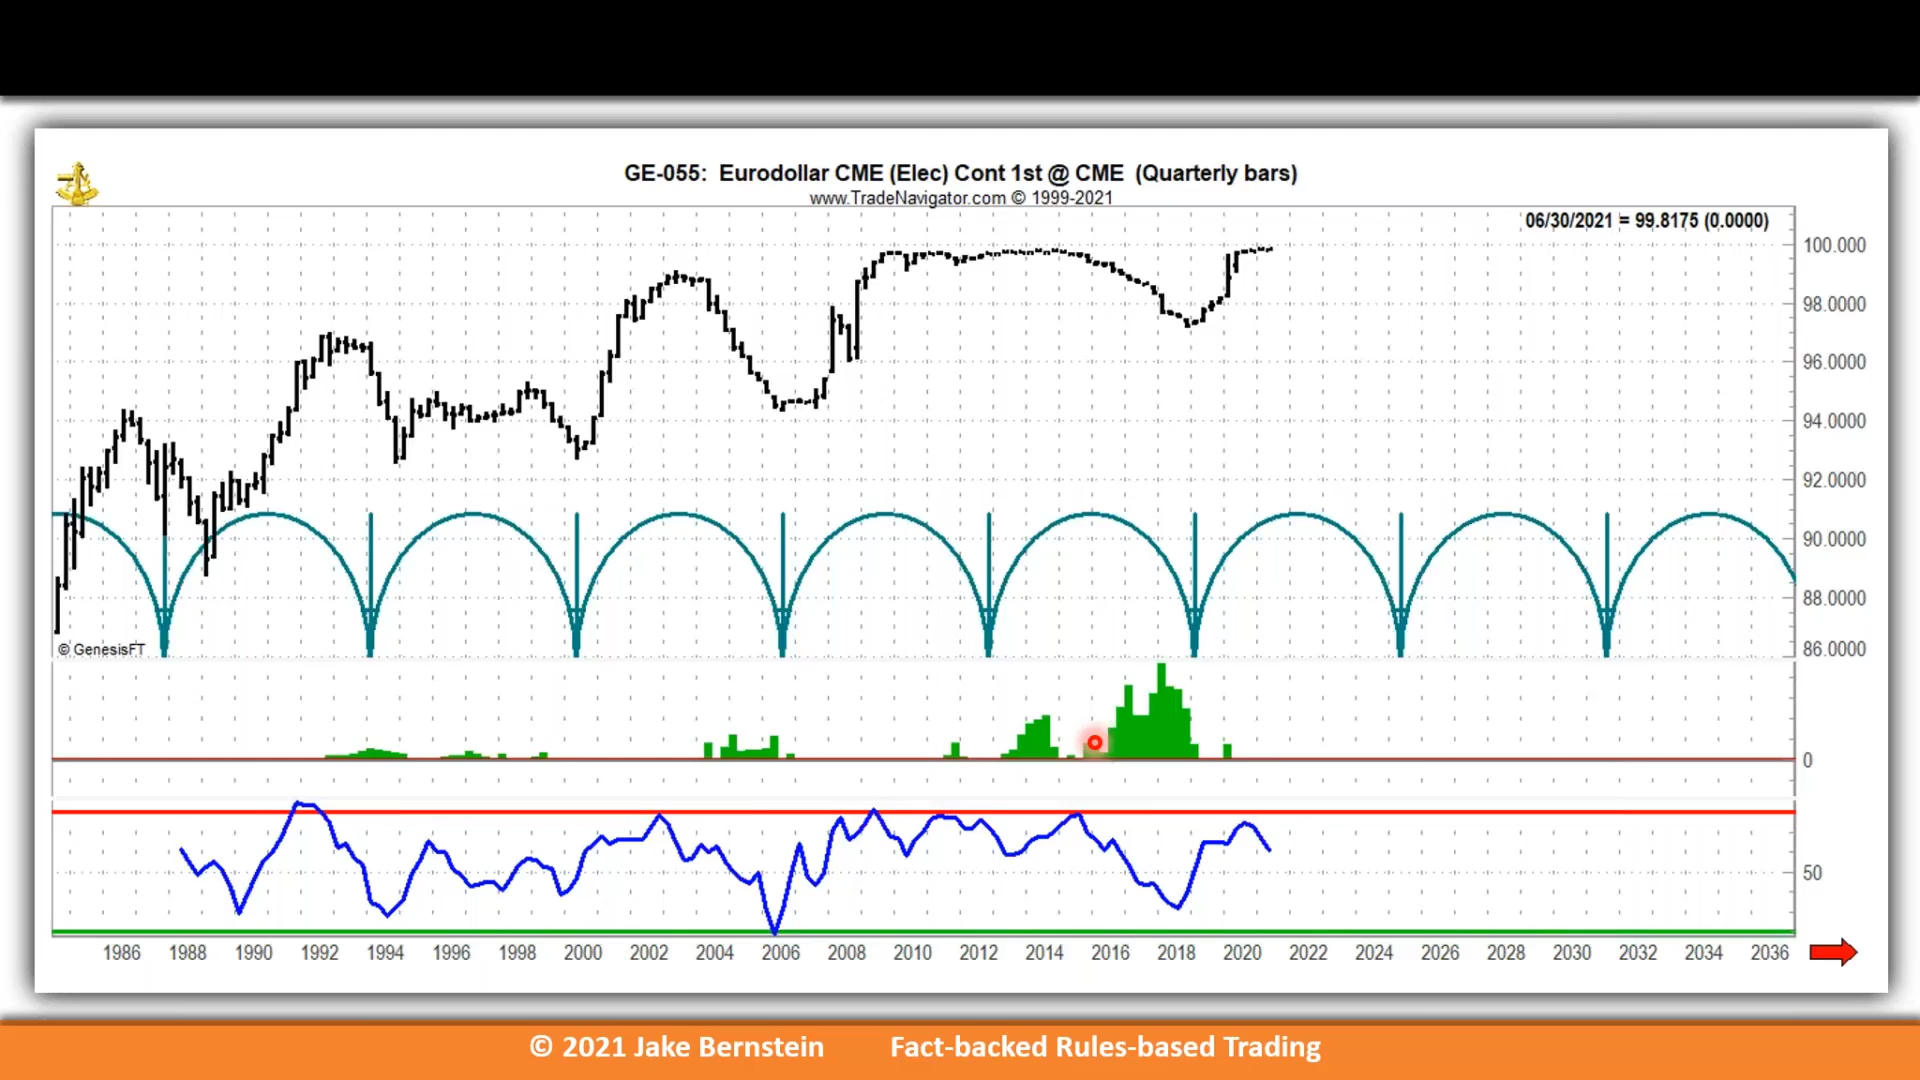 GE-055: Eurodollar CME (Elec) Cont 1st @ CME (Quarterly bars)
www.TradeNavigator.com © 1999-2021
06/30/2021 = 99.8175 (0.0000)
100.000
98.0000
96.0000
94.0000
92.0000
90.0000
88.0000
86.0000
© GenesisFT
0
50
1986 1988 1990 1992 1994 1996 1998 2000 2002 2004 2006 2008 2010 2012 2014 2016 2018 2020 2022 2024 2026 2028 2030 2032 2034 2036
© 2021 Jake Bernstein Fact-backed Rules-based Trading